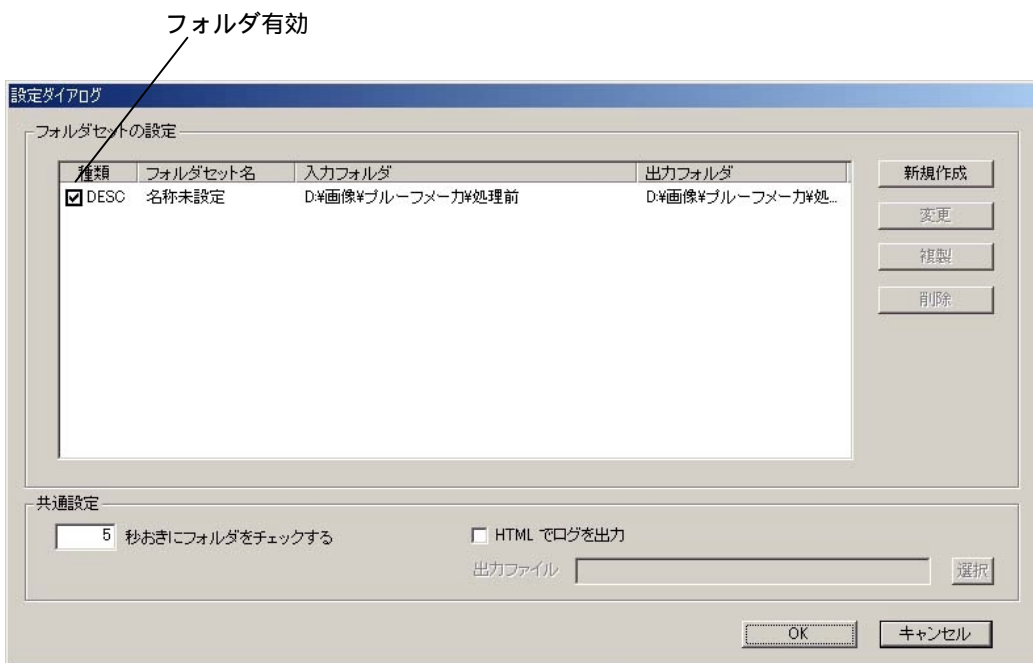 フォルダ有効
設定ダイアログ
フォルダセットの設定
種類 フォルダセット名 入力フォルダ 出力フォルダ
DESC 名称未設定 D:¥画像¥プルーフメーカ¥処理前 D:¥画像¥プルーフメーカ¥処...
新規作成
変更
複製
削除
共通設定
5 秒おきにフォルダをチェックする
HTML でログを出力
出力ファイル 選択
OK キャンセル